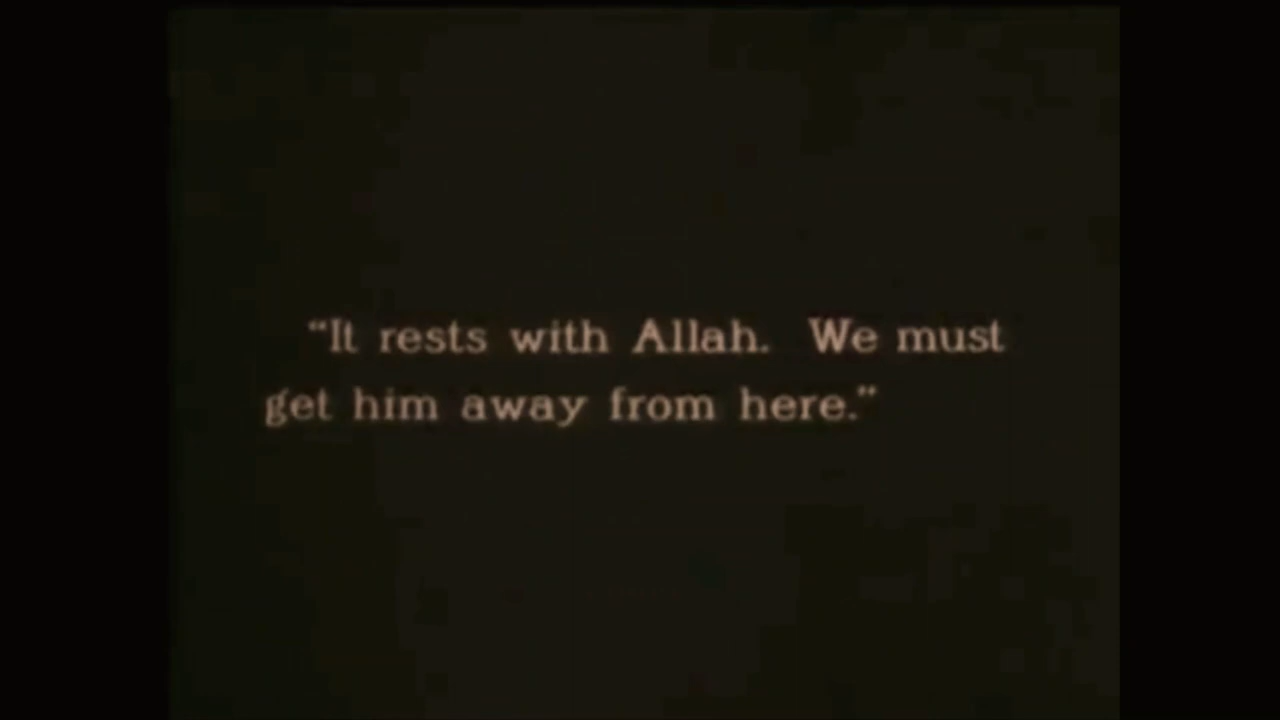 “It rests with Allah. We must
get him away from here.”